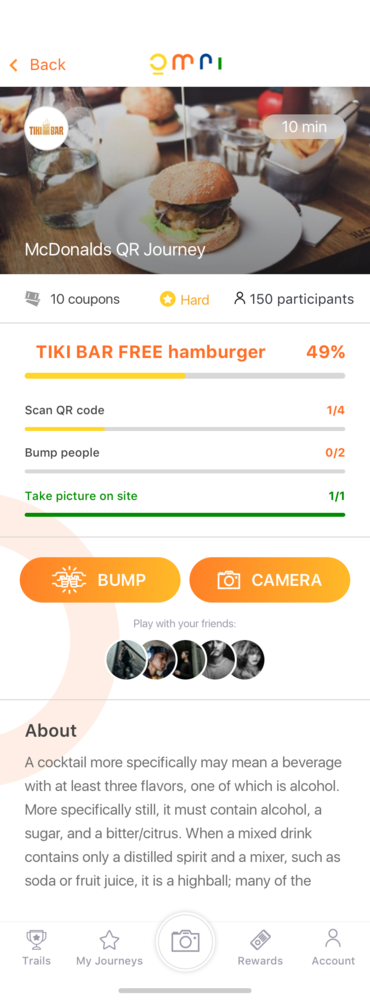 Back
omri
TIKI BAR
10 min
McDonalds QR Journey
10 coupons
Hard
150 participants
TIKI BAR FREE hamburger 49%
Scan QR code 1/4
Bump people 0/2
Take picture on site 1/1
BUMP
CAMERA
Play with your friends:
About
A cocktail more specifically may mean a beverage
with at least three flavors, one of which is alcohol.
More specifically still, it must contain alcohol, a
sugar, and a bitter/citrus. When a mixed drink
contains only a distilled spirit and a mixer, such as
soda or fruit juice, it is a highball; many of the
Trails
My Journeys
Rewards
Account